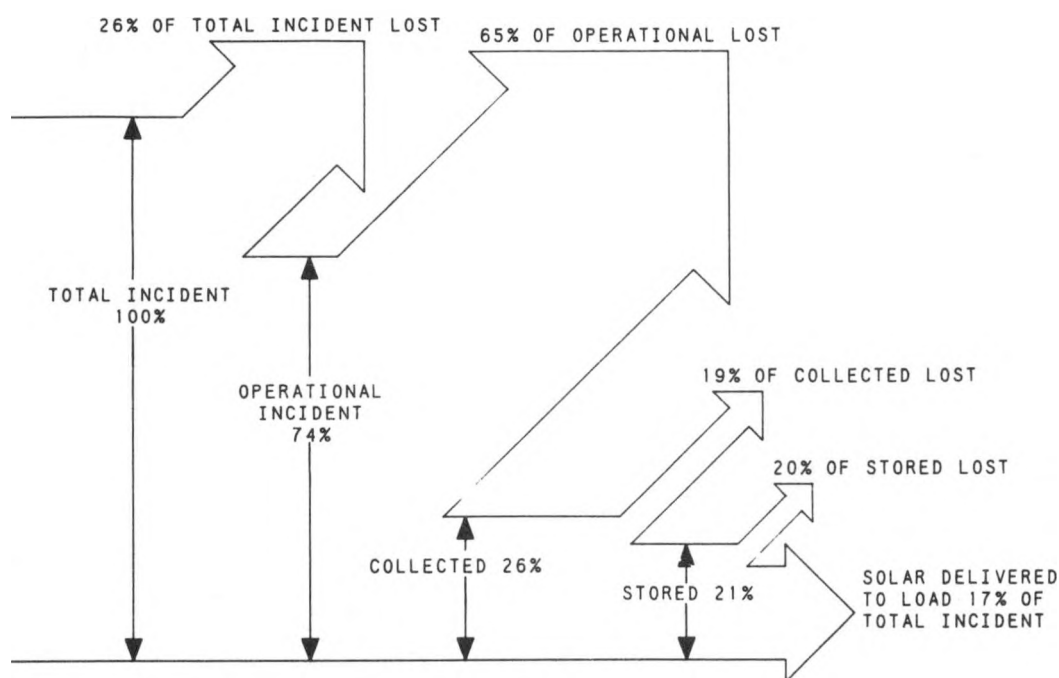 26% OF TOTAL INCIDENT LOST
65% OF OPERATIONAL LOST
TOTAL INCIDENT
100%
OPERATIONAL
INCIDENT
74%
19% OF COLLECTED LOST
20% OF STORED LOST
COLLECTED 26%
STORED 21%
SOLAR DELIVERED
TO LOAD 17% OF
TOTAL INCIDENT